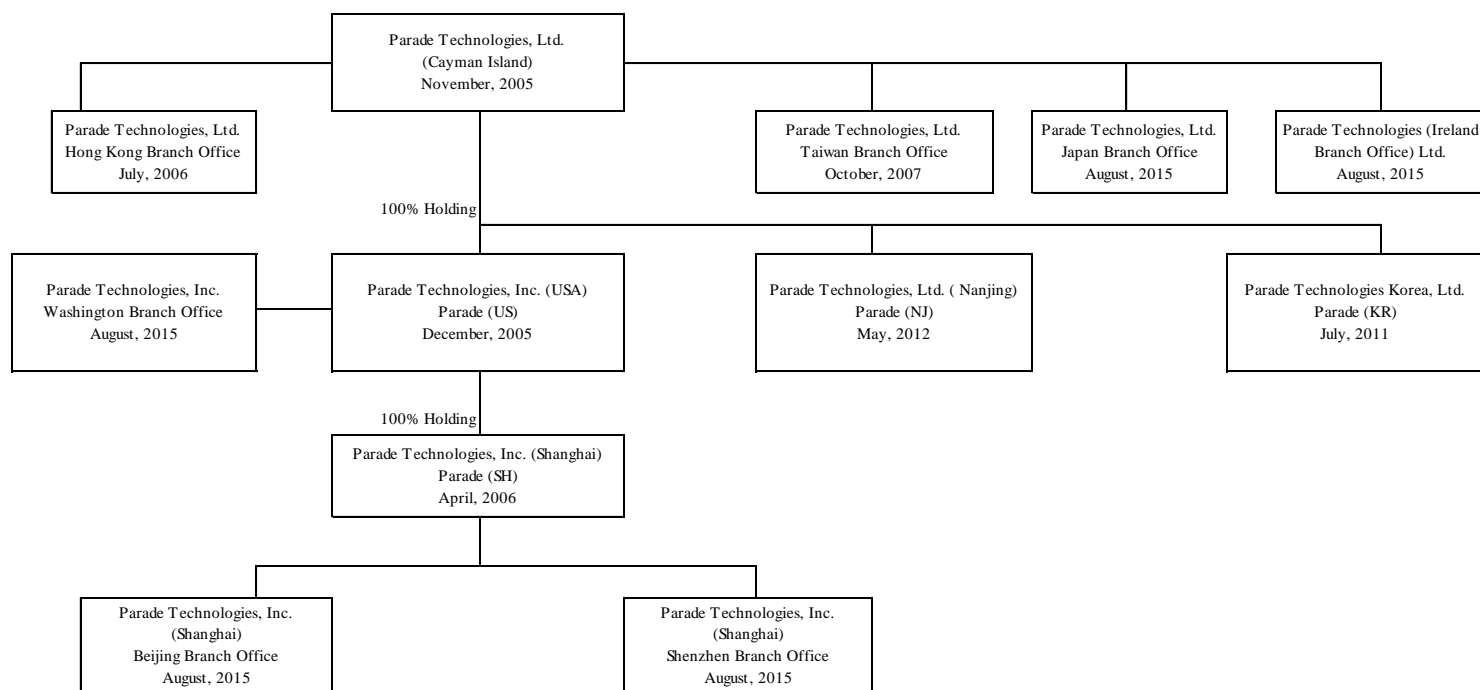 Parade Technologies, Ltd.
(Cayman Island)
November, 2005
Parade Technologies, Ltd.
Hong Kong Branch Office
July, 2006
Parade Technologies, Ltd.
Taiwan Branch Office
October, 2007
Parade Technologies, Ltd.
Japan Branch Office
August, 2015
Parade Technologies (Ireland
Branch Office) Ltd.
August, 2015
100% Holding
Parade Technologies, Inc.
Washington Branch Office
August, 2015
Parade Technologies, Inc. (USA)
Parade (US)
December, 2005
Parade Technologies, Ltd. ( Nanjing)
Parade (NJ)
May, 2012
Parade Technologies Korea, Ltd.
Parade (KR)
July, 2011
100% Holding
Parade Technologies, Inc. (Shanghai)
Parade (SH)
April, 2006
Parade Technologies, Inc.
(Shanghai)
Beijing Branch Office
August, 2015
Parade Technologies, Inc.
(Shanghai)
Shenzhen Branch Office
August, 2015